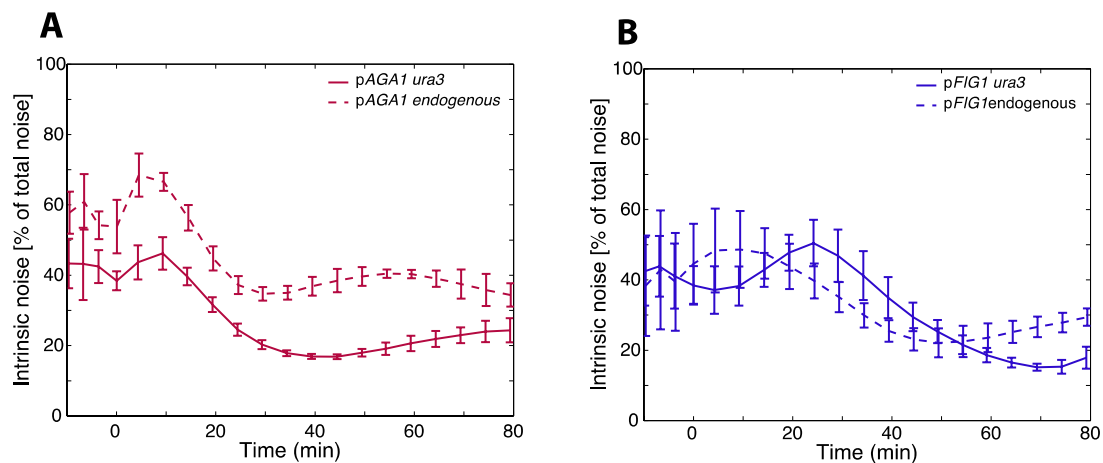 A
Intrinsic noise [% of total noise]
100
80
60
40
20
0
pAGA1 ura3
pAGA1 endogenous
0 20 40 60 80
Time (min)
B
Intrinsic noise [% of total noise]
100
80
60
40
20
0
pFIG1 ura3
pFIG1endogenous
0 20 40 60 80
Time (min)